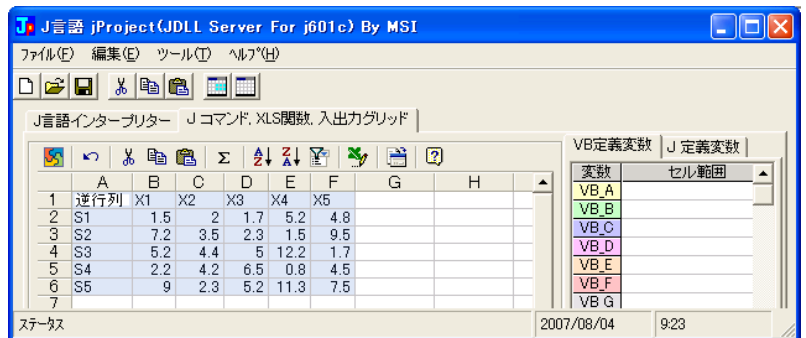 J言語 jProject(JDLL Server For j601c) By MSI
ファイル(F) 編集(E) ツール(T) ヘルプ(H)
J言語インタープリター Jコマンド, XLS関数, 入出力グリッド
VB定義変数 J 定義変数
変数 セル範囲
VB_A
VB_B
VB_C
VB_D
VB_E
VB_F
VB G
A B C D E F G H
1 逆行列 X1 X2 X3 X4 X5
2 S1 1.5 2 1.7 5.2 4.8
3 S2 7.2 3.5 2.3 1.5 9.5
4 S3 5.2 4.4 5 12.2 1.7
5 S4 2.2 4.2 6.5 0.8 4.5
6 S5 9 2.3 5.2 11.3 7.5
7
ステータス 2007/08/04 9:23